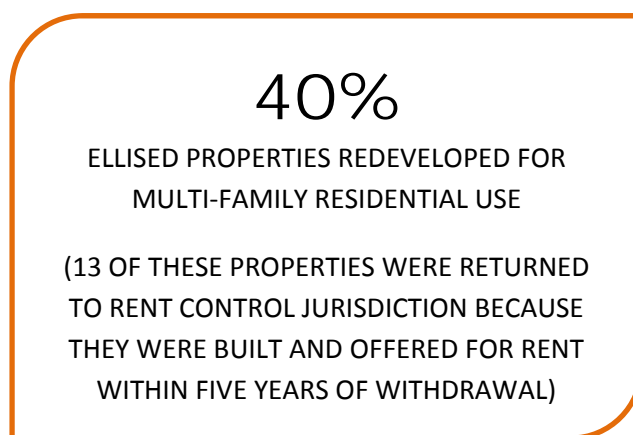 40%
ELLISED PROPERTIES REDEVELOPED FOR
MULTI-FAMILY RESIDENTIAL USE
(13 OF THESE PROPERTIES WERE RETURNED
TO RENT CONTROL JURISDICTION BECAUSE
THEY WERE BUILT AND OFFERED FOR RENT
WITHIN FIVE YEARS OF WITHDRAWAL)